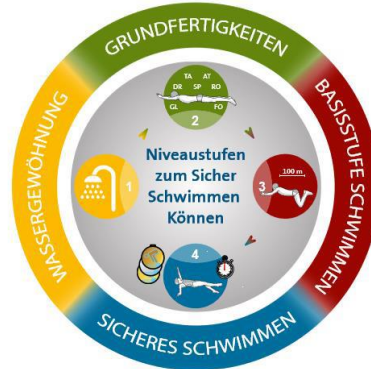 GRUNDFERTIGKEITEN
WASSERGEWÖHNUNG
BASISSTUFE SCHWIMMEN
SICHERES SCHWIMMEN
TA AT
DR SP RO
GL FO
2
1
Niveaustufen
zum Sicher
Schwimmen
Können
100 m
3
4